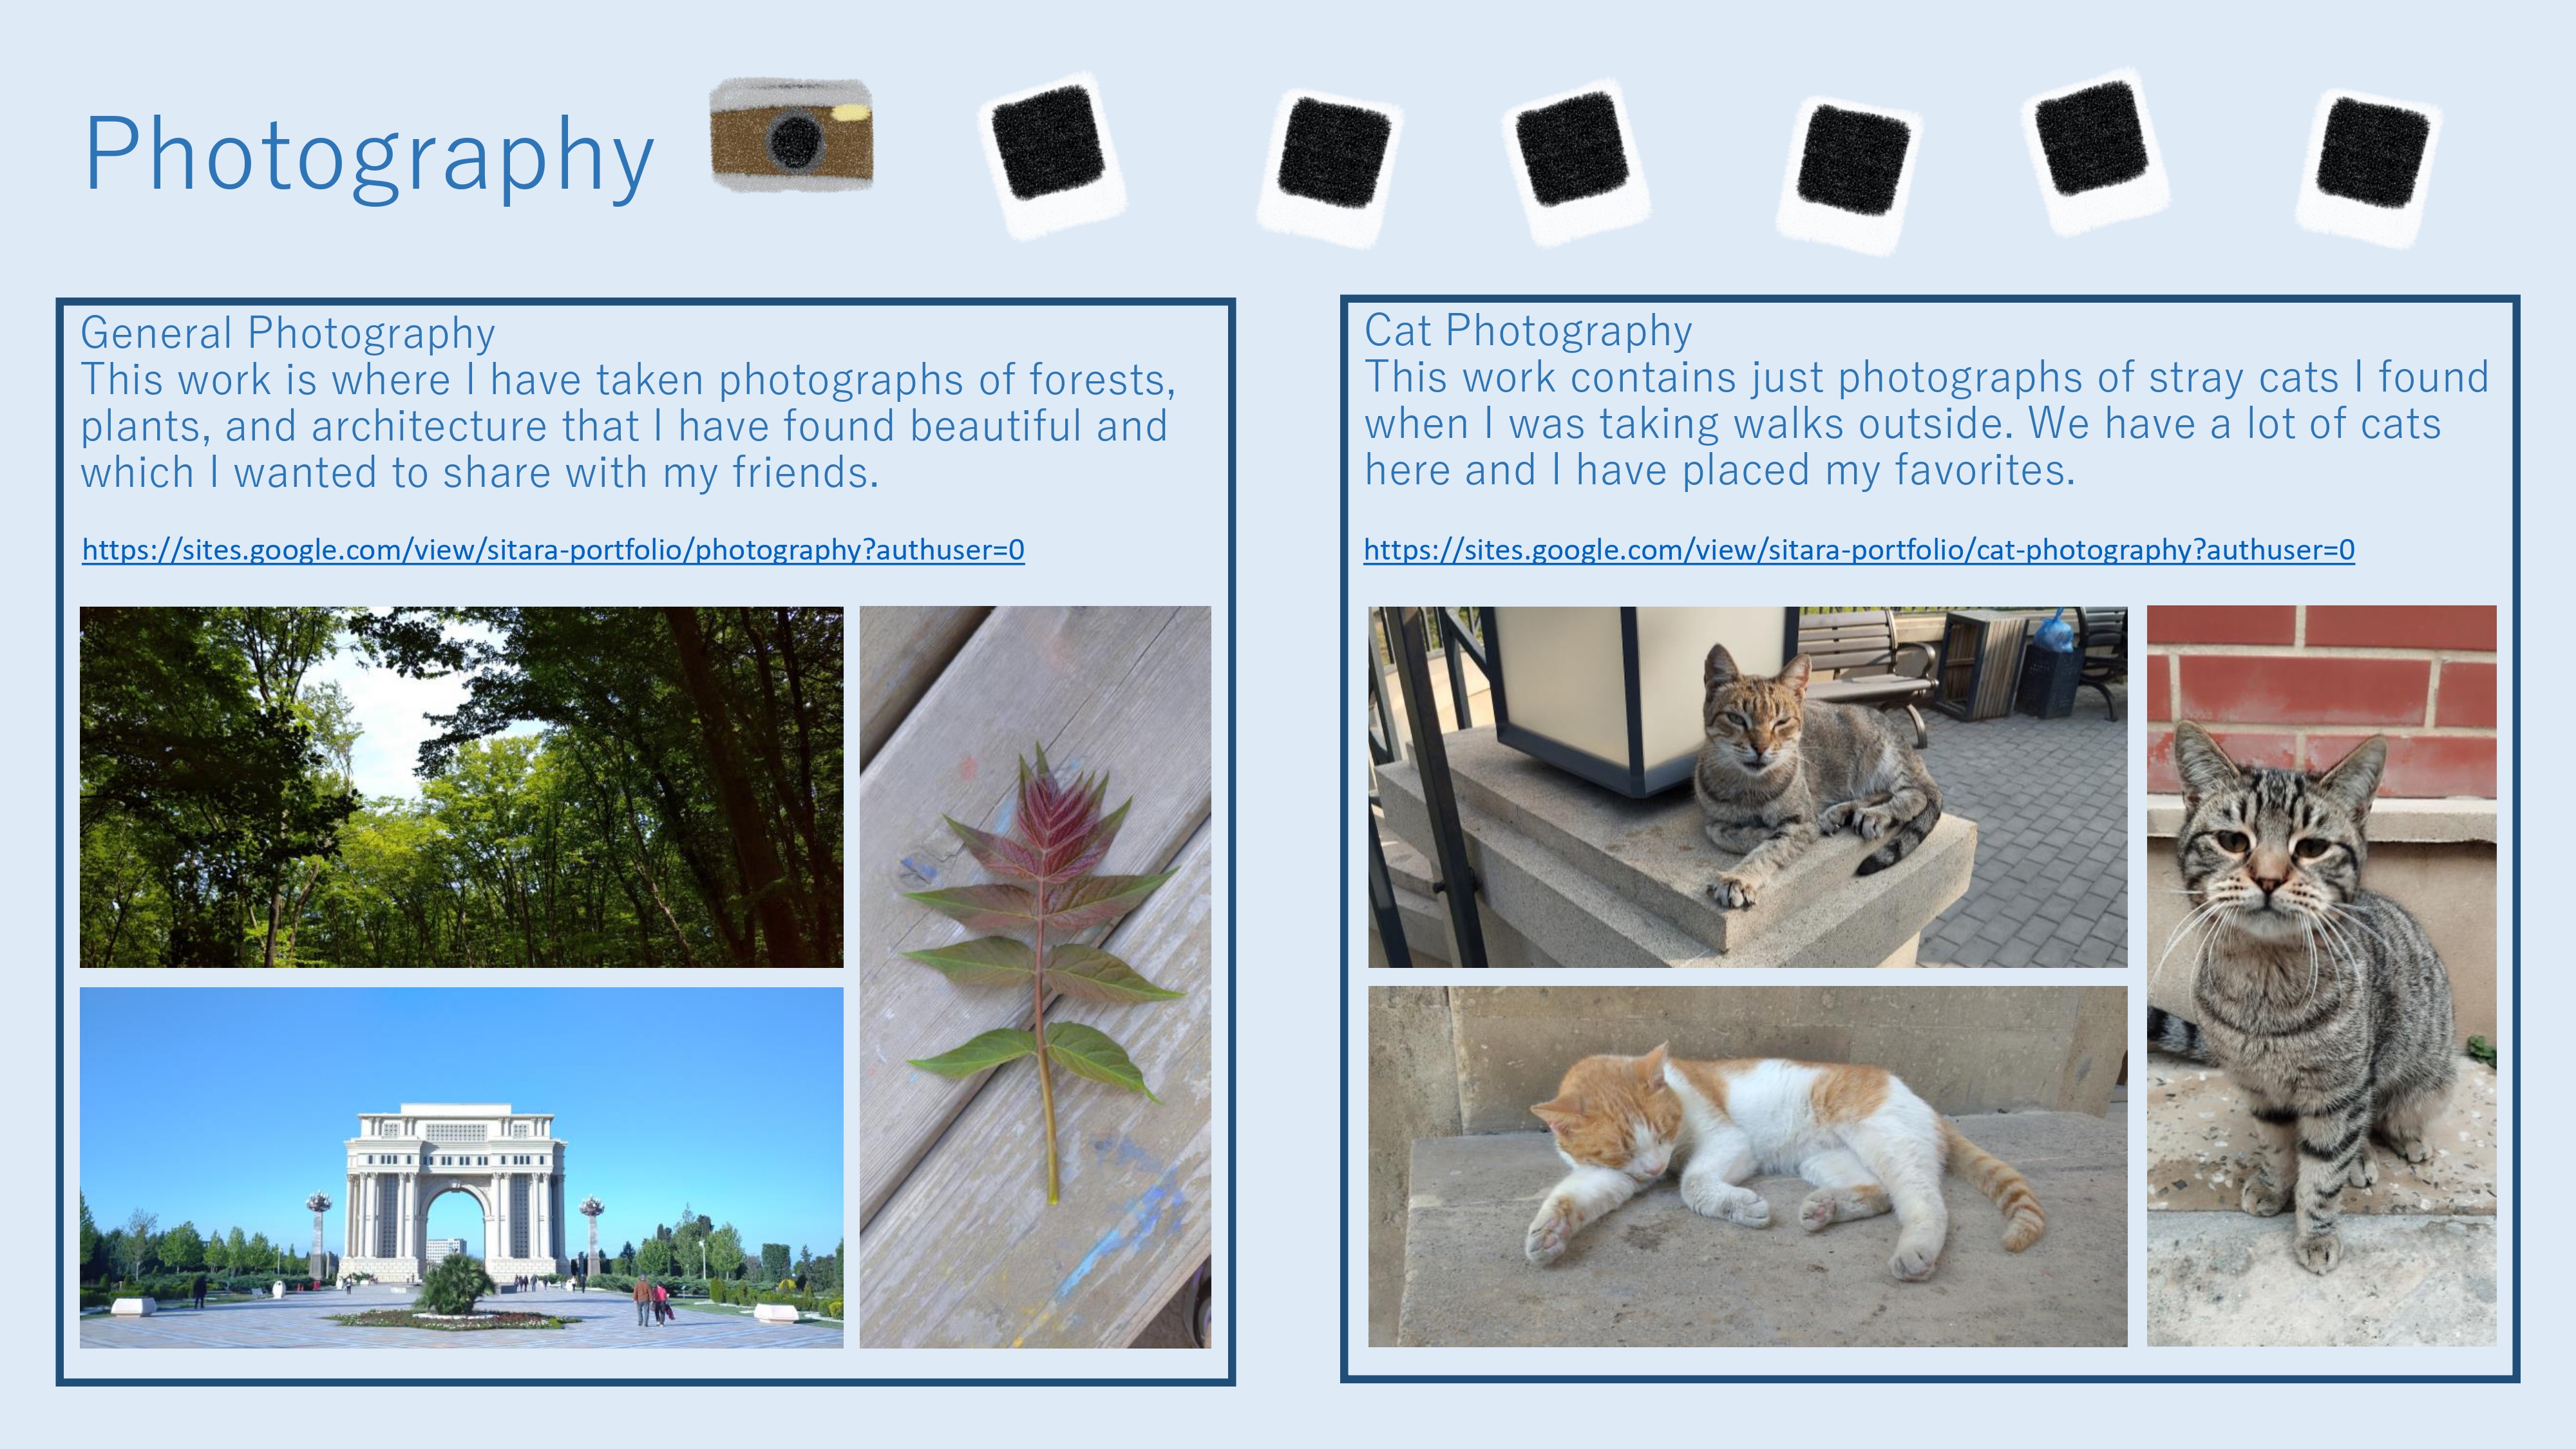 Photography
General Photography
This work is where I have taken photographs of forests,
plants, and architecture that I have found beautiful and
which I wanted to share with my friends.
https://sites.google.com/view/sitara-portfolio/photography?authuser=0
Cat Photography
This work contains just photographs of stray cats I found
when I was taking walks outside. We have a lot of cats
here and I have placed my favorites.
https://sites.google.com/view/sitara-portfolio/cat-photography?authuser=0